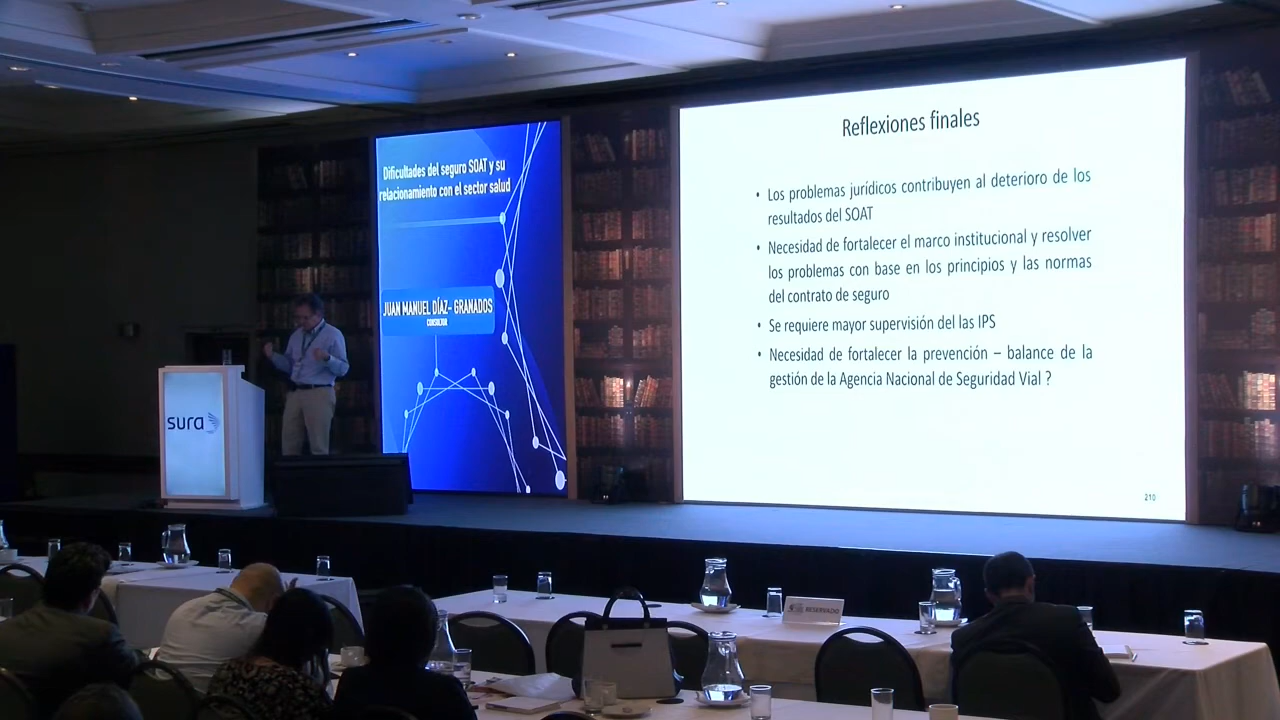 Dificultades del seguro SOAT y su
relacionamiento con el sector salud
JUAN MANUEL DÍAZ- GRANADOS
CONSULTOR
sura
Reflexiones finales
• Los problemas jurídicos contribuyen al deterioro de los
resultados del SOAT
• Necesidad de fortalecer el marco institucional y resolver
los problemas con base en los principios y las normas
del contrato de seguro
• Se requiere mayor supervisión del las IPS
• Necesidad de fortalecer la prevención – balance de la
gestión de la Agencia Nacional de Seguridad Vial ?
210
RESERVADO